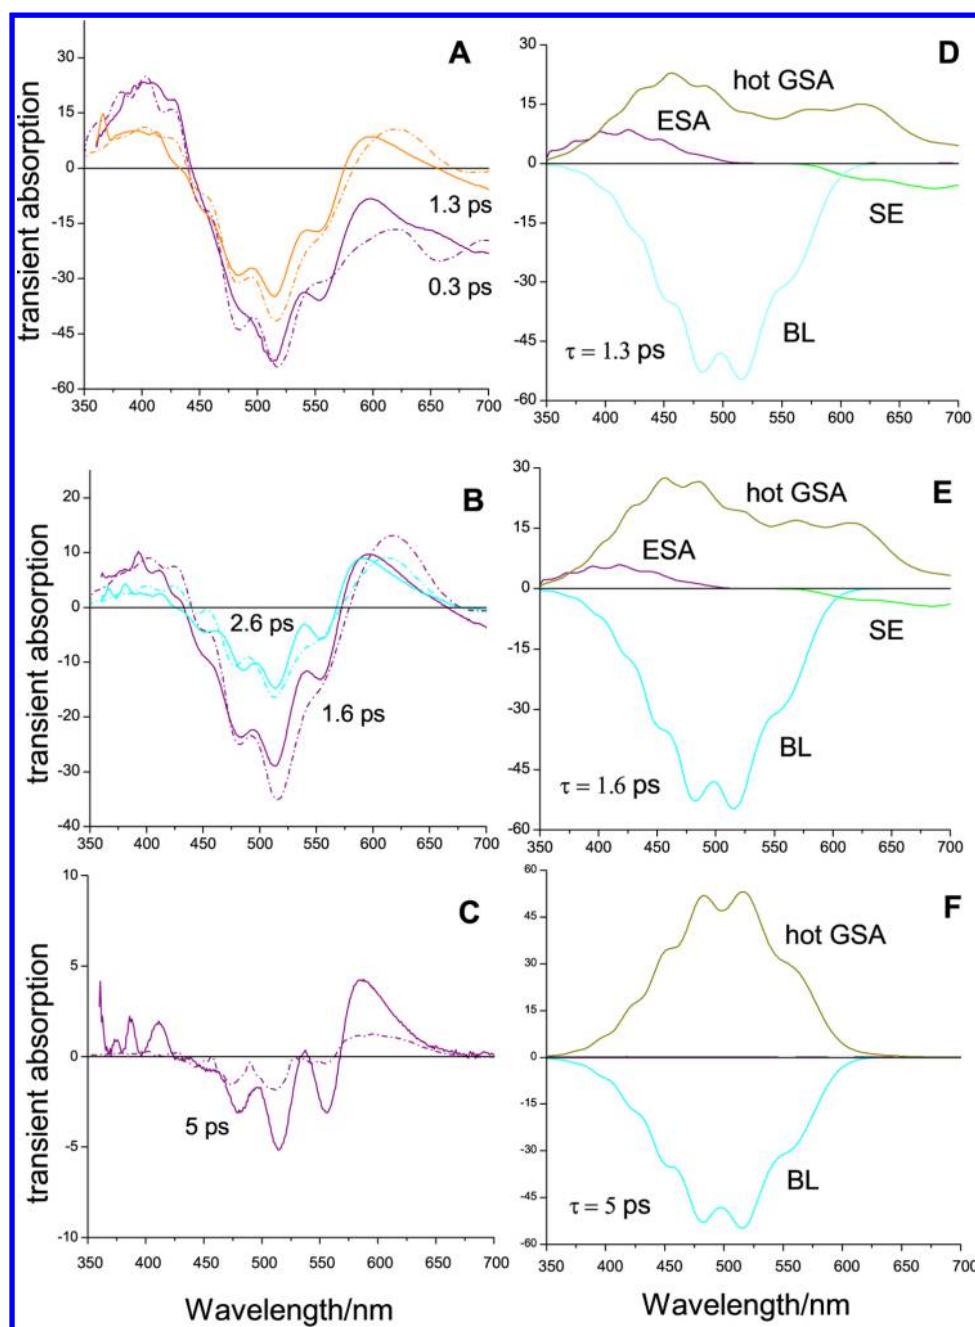 A
30
15
0
-15
-30
-45
-60
transient absorption
1.3 ps
0.3 ps
350 400 450 500 550 600 650 700
D
hot GSA
ESA
SE
BL
τ = 1.3 ps
30
15
0
-15
-30
-45
-60
350 400 450 500 550 600 650 700
B
20
10
0
-10
-20
-30
-40
transient absorption
2.6 ps
1.6 ps
350 400 450 500 550 600 650 700
E
hot GSA
ESA
SE
BL
τ = 1.6 ps
30
15
0
-15
-30
-45
-60
350 400 450 500 550 600 650 700
C
10
5
0
-5
-10
transient absorption
5 ps
350 400 450 500 550 600 650 700
Wavelength/nm
F
hot GSA
BL
τ = 5 ps
60
45
30
15
0
-15
-30
-45
-60
350 400 450 500 550 600 650 700
Wavelength/nm